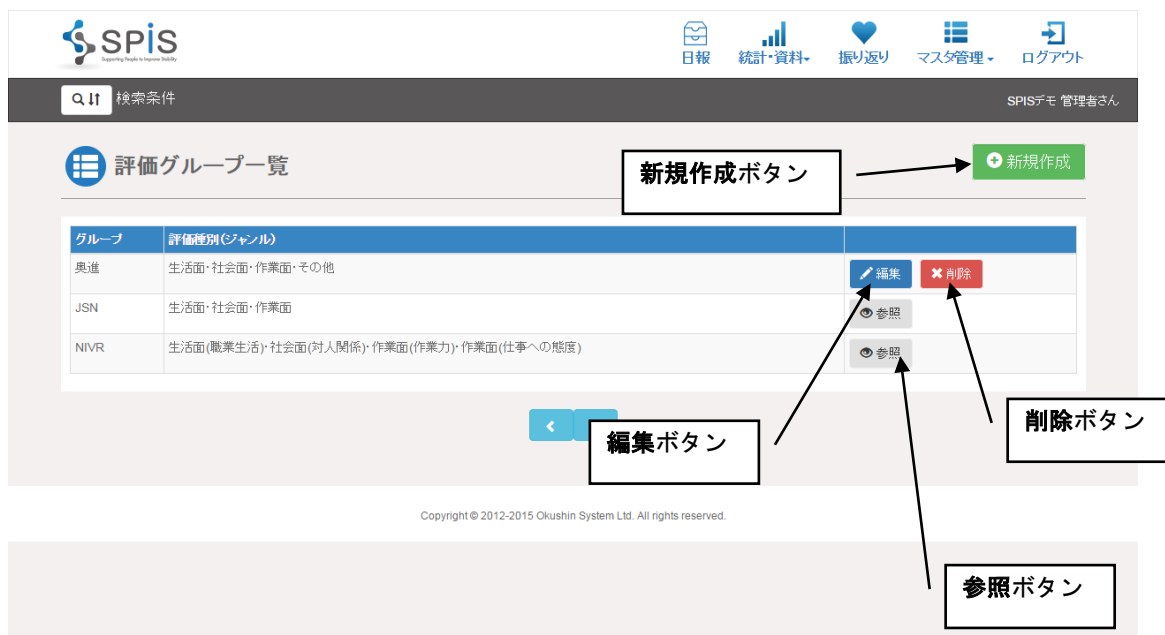 SPIS
Supporting People to Improve Stability
日報
統計・資料
振り返り
マスタ管理
ログアウト
検索条件
SPISデモ 管理者さん
評価グループ一覧
新規作成ボタン
新規作成
グループ 評価種別(ジャンル)
奥進 生活面・社会面・作業面・その他 編集 削除
JSN 生活面・社会面・作業面 参照
NIVR 生活面(職業生活)・社会面(対人関係)・作業面(作業力)・作業面(仕事への態度) 参照
削除ボタン
編集ボタン
Copyright © 2012-2015 Okushin System Ltd. All rights reserved.
参照ボタン